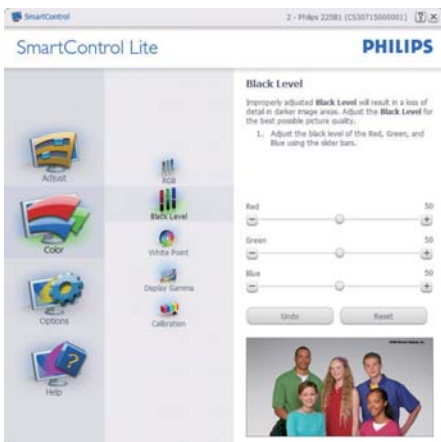 SmartControl
2 - Philips 225B1 (CS30715000001)
SmartControl Lite
PHILIPS
Adjust
Color
Options
Help
RGB
Black Level
White Point
Display Gamma
Calibration
Black Level
Improperly adjusted Black Level will result in a loss of
detail in darker image areas. Adjust the Black Level for
the best possible picture quality.
1. Adjust the black level of the Red, Green, and
Blue using the slider bars.
Red 50
Green 50
Blue 50
Undo Reset